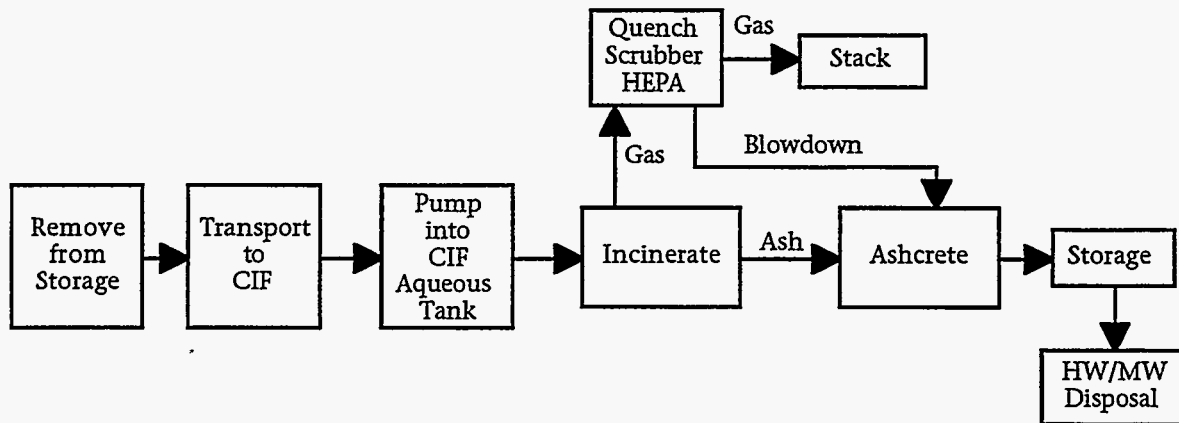 Quench
Scrubber
HEPA
Gas
Stack
Gas
Blowdown
Remove
from
Storage
Transport
to
CIF
Pump
into
CIF
Aqueous
Tank
Incinerate
Ash
Ashcrete
Storage
HW/MW
Disposal